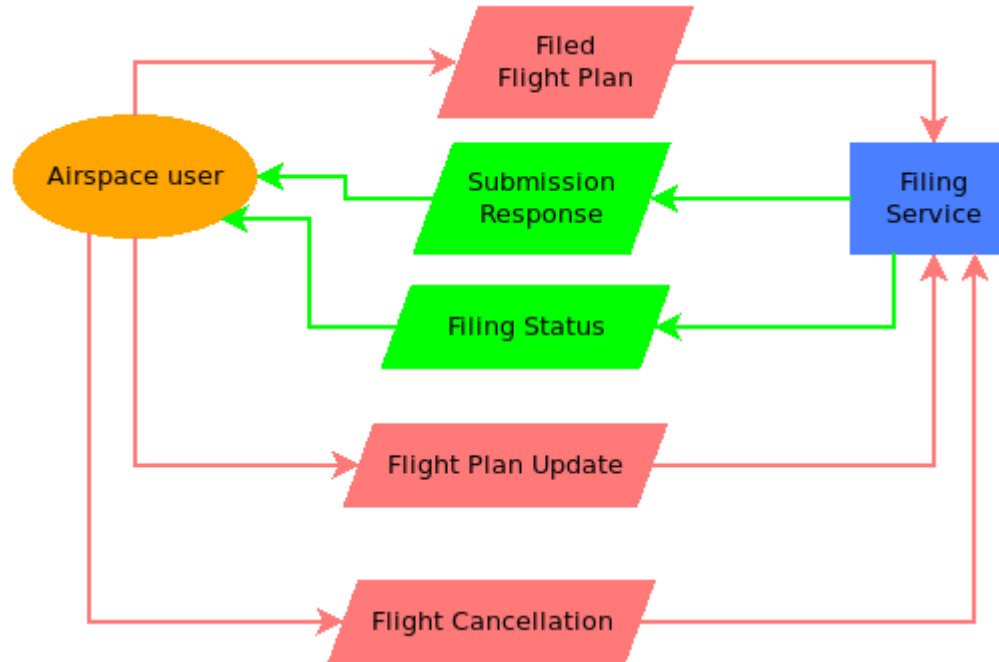 Filed
Flight Plan
Airspace user
Submission
Response
Filing
Service
Filing Status
Flight Plan Update
Flight Cancellation